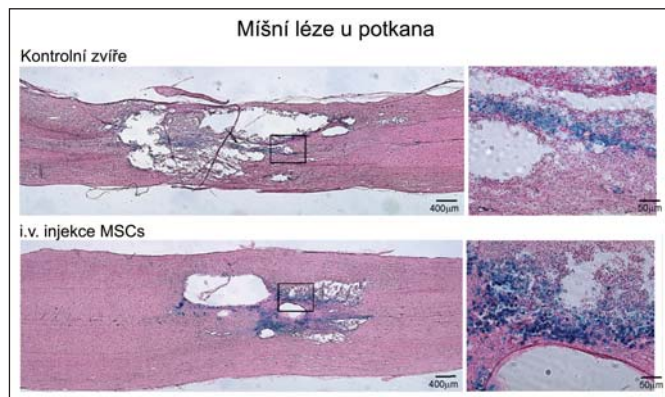 Míšní léze u potkana
Kontrolní zvíře
400µm
50µm
i.v. injekce MSCs
400µm
50µm